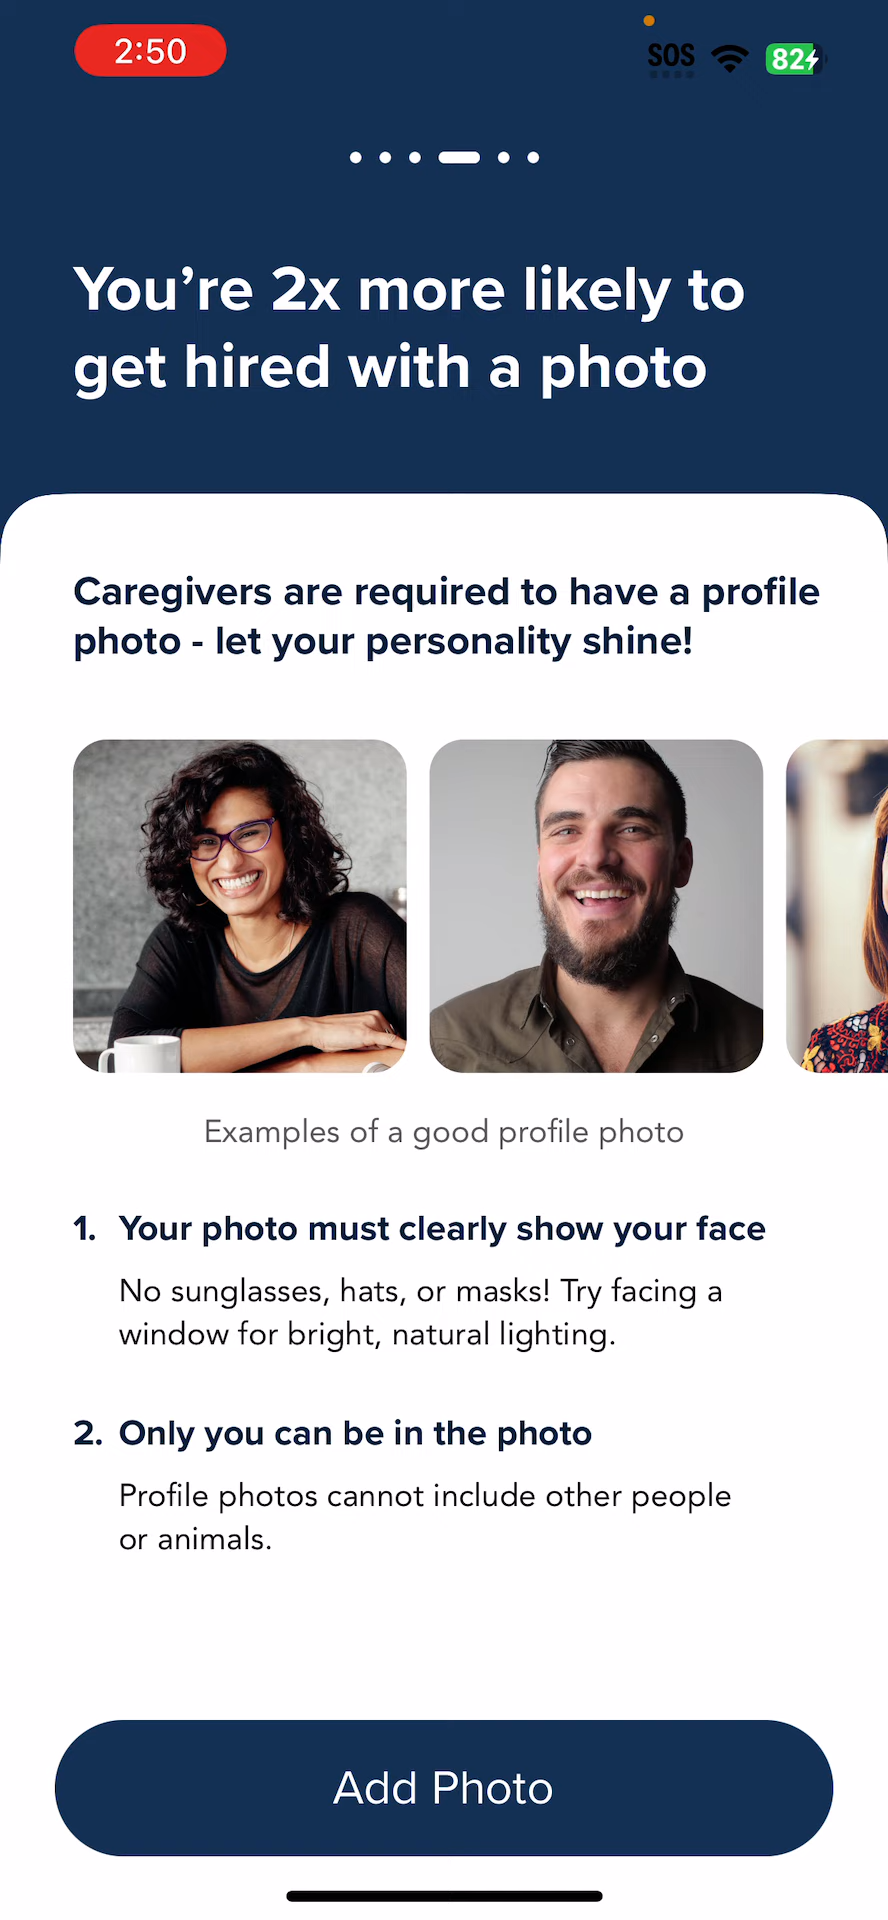 2:50
SOS
82
You’re 2x more likely to
get hired with a photo
Caregivers are required to have a profile
photo - let your personality shine!
Examples of a good profile photo
1. Your photo must clearly show your face
No sunglasses, hats, or masks! Try facing a
window for bright, natural lighting.
2. Only you can be in the photo
Profile photos cannot include other people
or animals.
Add Photo